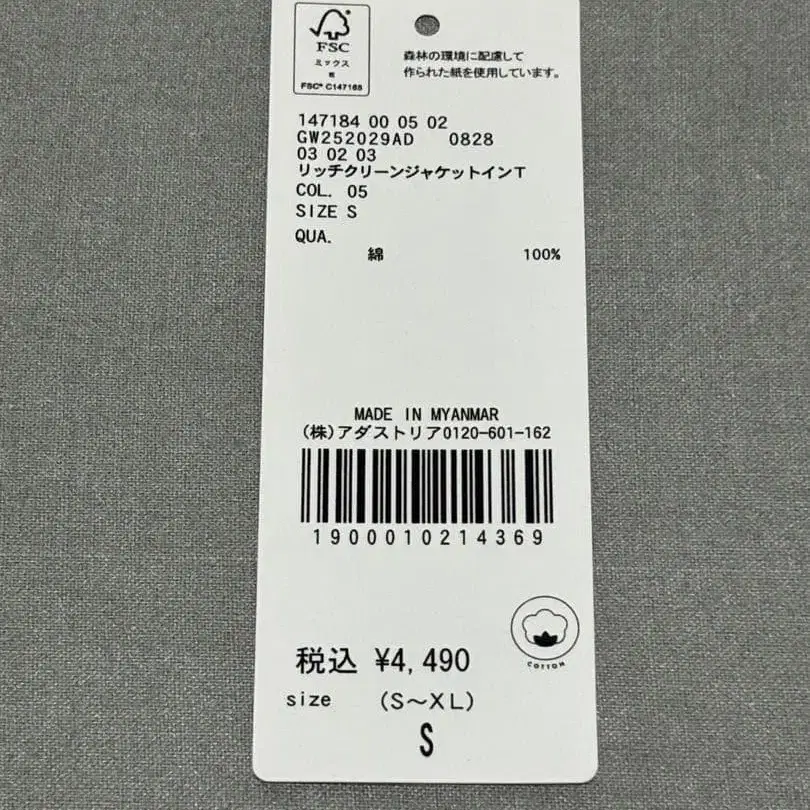 FSC
ミックス
紙
FSC® C147185
森林の環境に配慮して
作られた紙を使用しています。
147184 00 05 02
GW252029AD 0828
03 02 03
リッチクリーンジャケットインT
COL. 05
SIZE S
QUA.
綿 100%
MADE IN MYANMAR
(株)アダストリア0120-601-162
1900010214369
COTTON
税込 ¥4,490
size (S～XL)
S